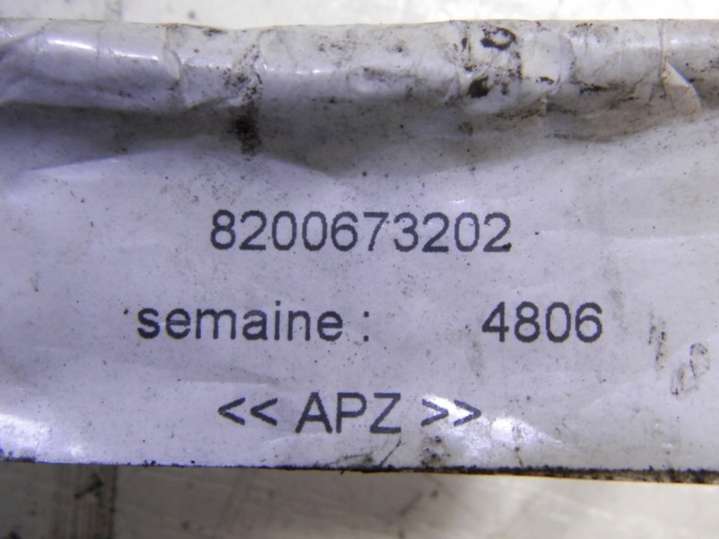 8200673202
semaine : 4806
<< APZ >>